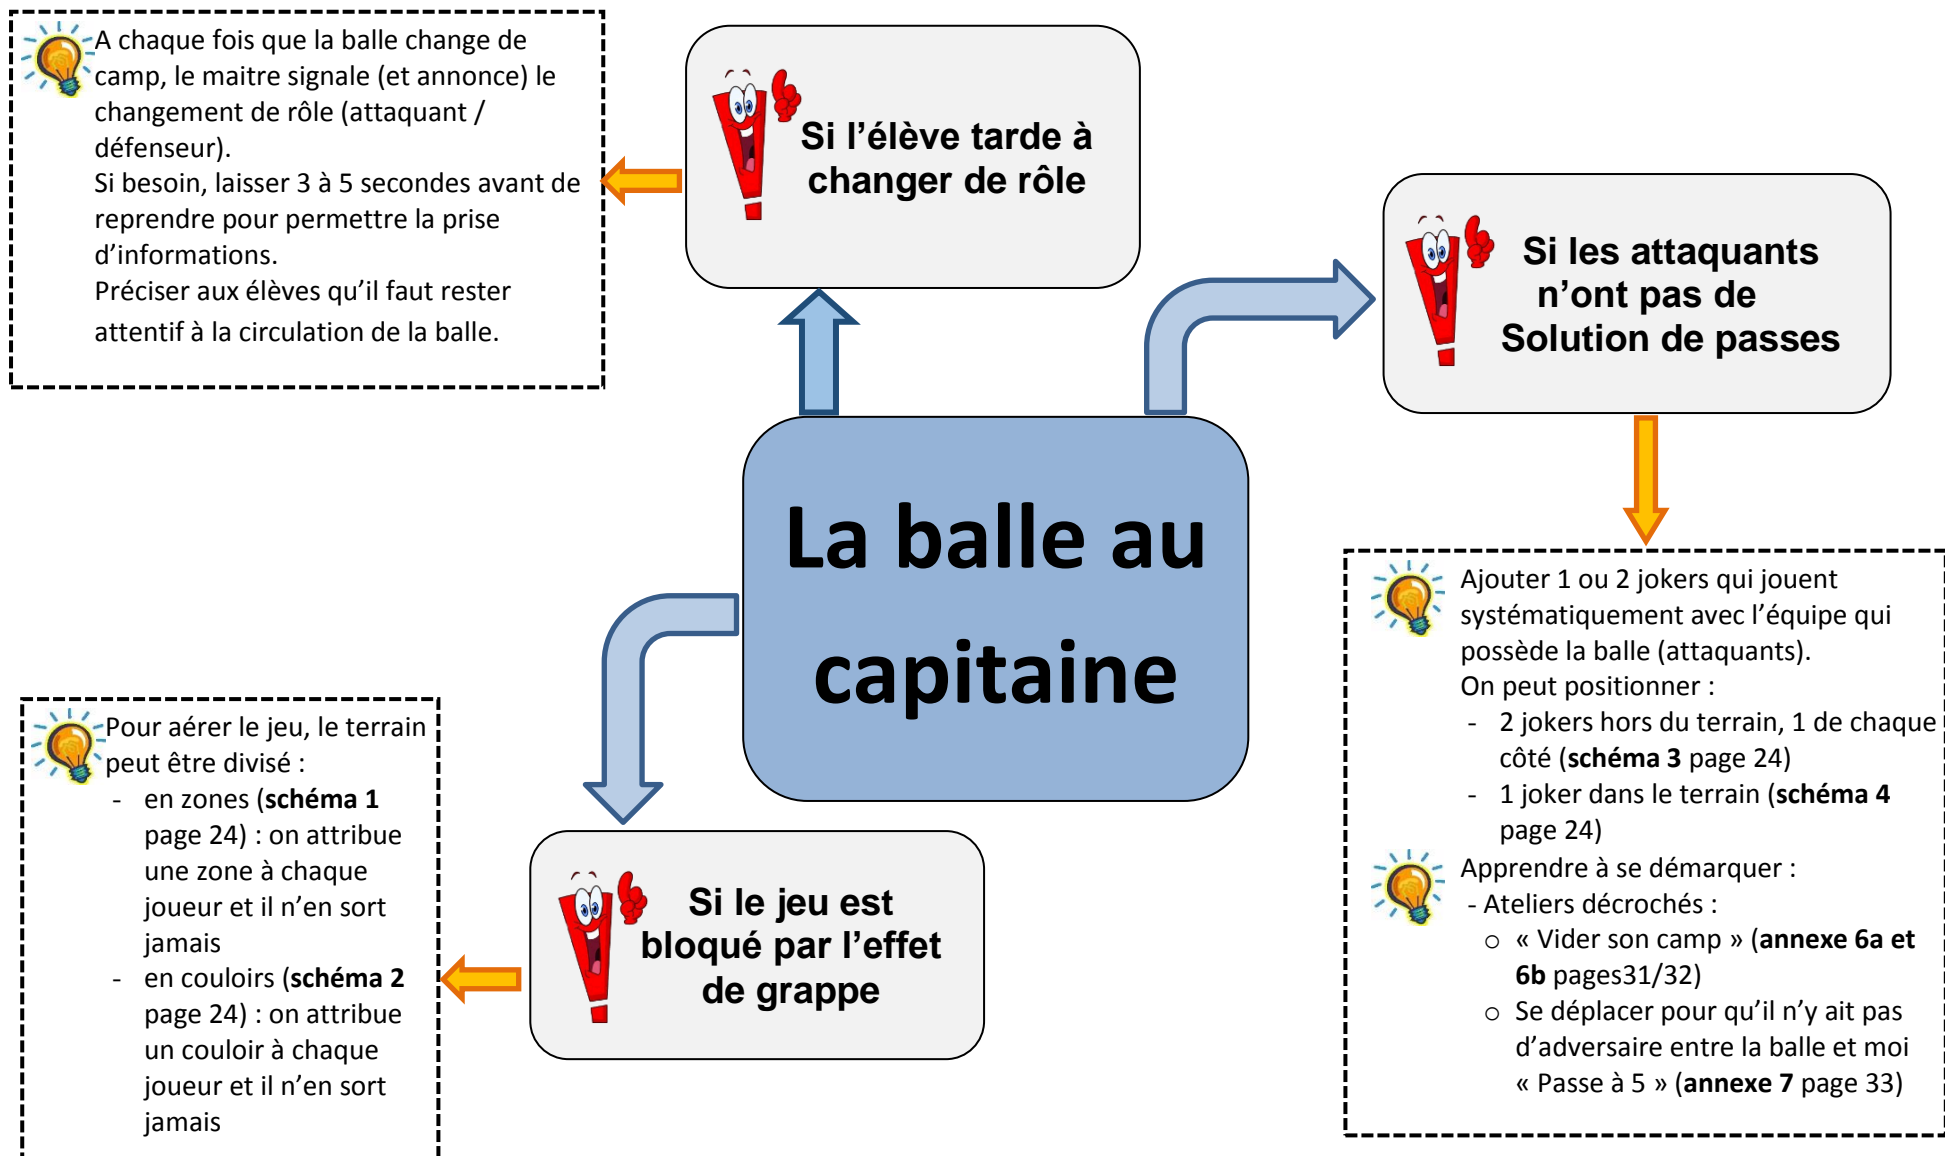 A chaque fois que la balle change de
camp, le maitre signale (et annonce) le
changement de rôle (attaquant /
défenseur).
Si besoin, laisser 3 à 5 secondes avant de
reprendre pour permettre la prise
d'informations.
Préciser aux élèves qu'il faut rester
attentif à la circulation de la balle.
Si l'élève tarde à
changer de rôle
Si les attaquants
n'ont pas de
Solution de passes
La balle au
capitaine
Ajouter 1 ou 2 jokers qui jouent
systématiquement avec l'équipe qui
possède la balle (attaquants).
On peut positionner :
- 2 jokers hors du terrain, 1 de chaque
côté (schéma 3 page 24)
- 1 joker dans le terrain (schéma 4
page 24)
Apprendre à se démarquer :
- Ateliers décrochés :
o « Vider son camp » (annexe 6a et
6b pages31/32)
o Se déplacer pour qu'il n'y ait pas
d'adversaire entre la balle et moi
« Passe à 5 » (annexe 7 page 33)
Pour aérer le jeu, le terrain
peut être divisé :
- en zones (schéma 1
page 24) : on attribue
une zone à chaque
joueur et il n'en sort
jamais
- en couloirs (schéma 2
page 24) : on attribue
un couloir à chaque
joueur et il n'en sort
jamais
Si le jeu est
bloqué par l'effet
de grappe